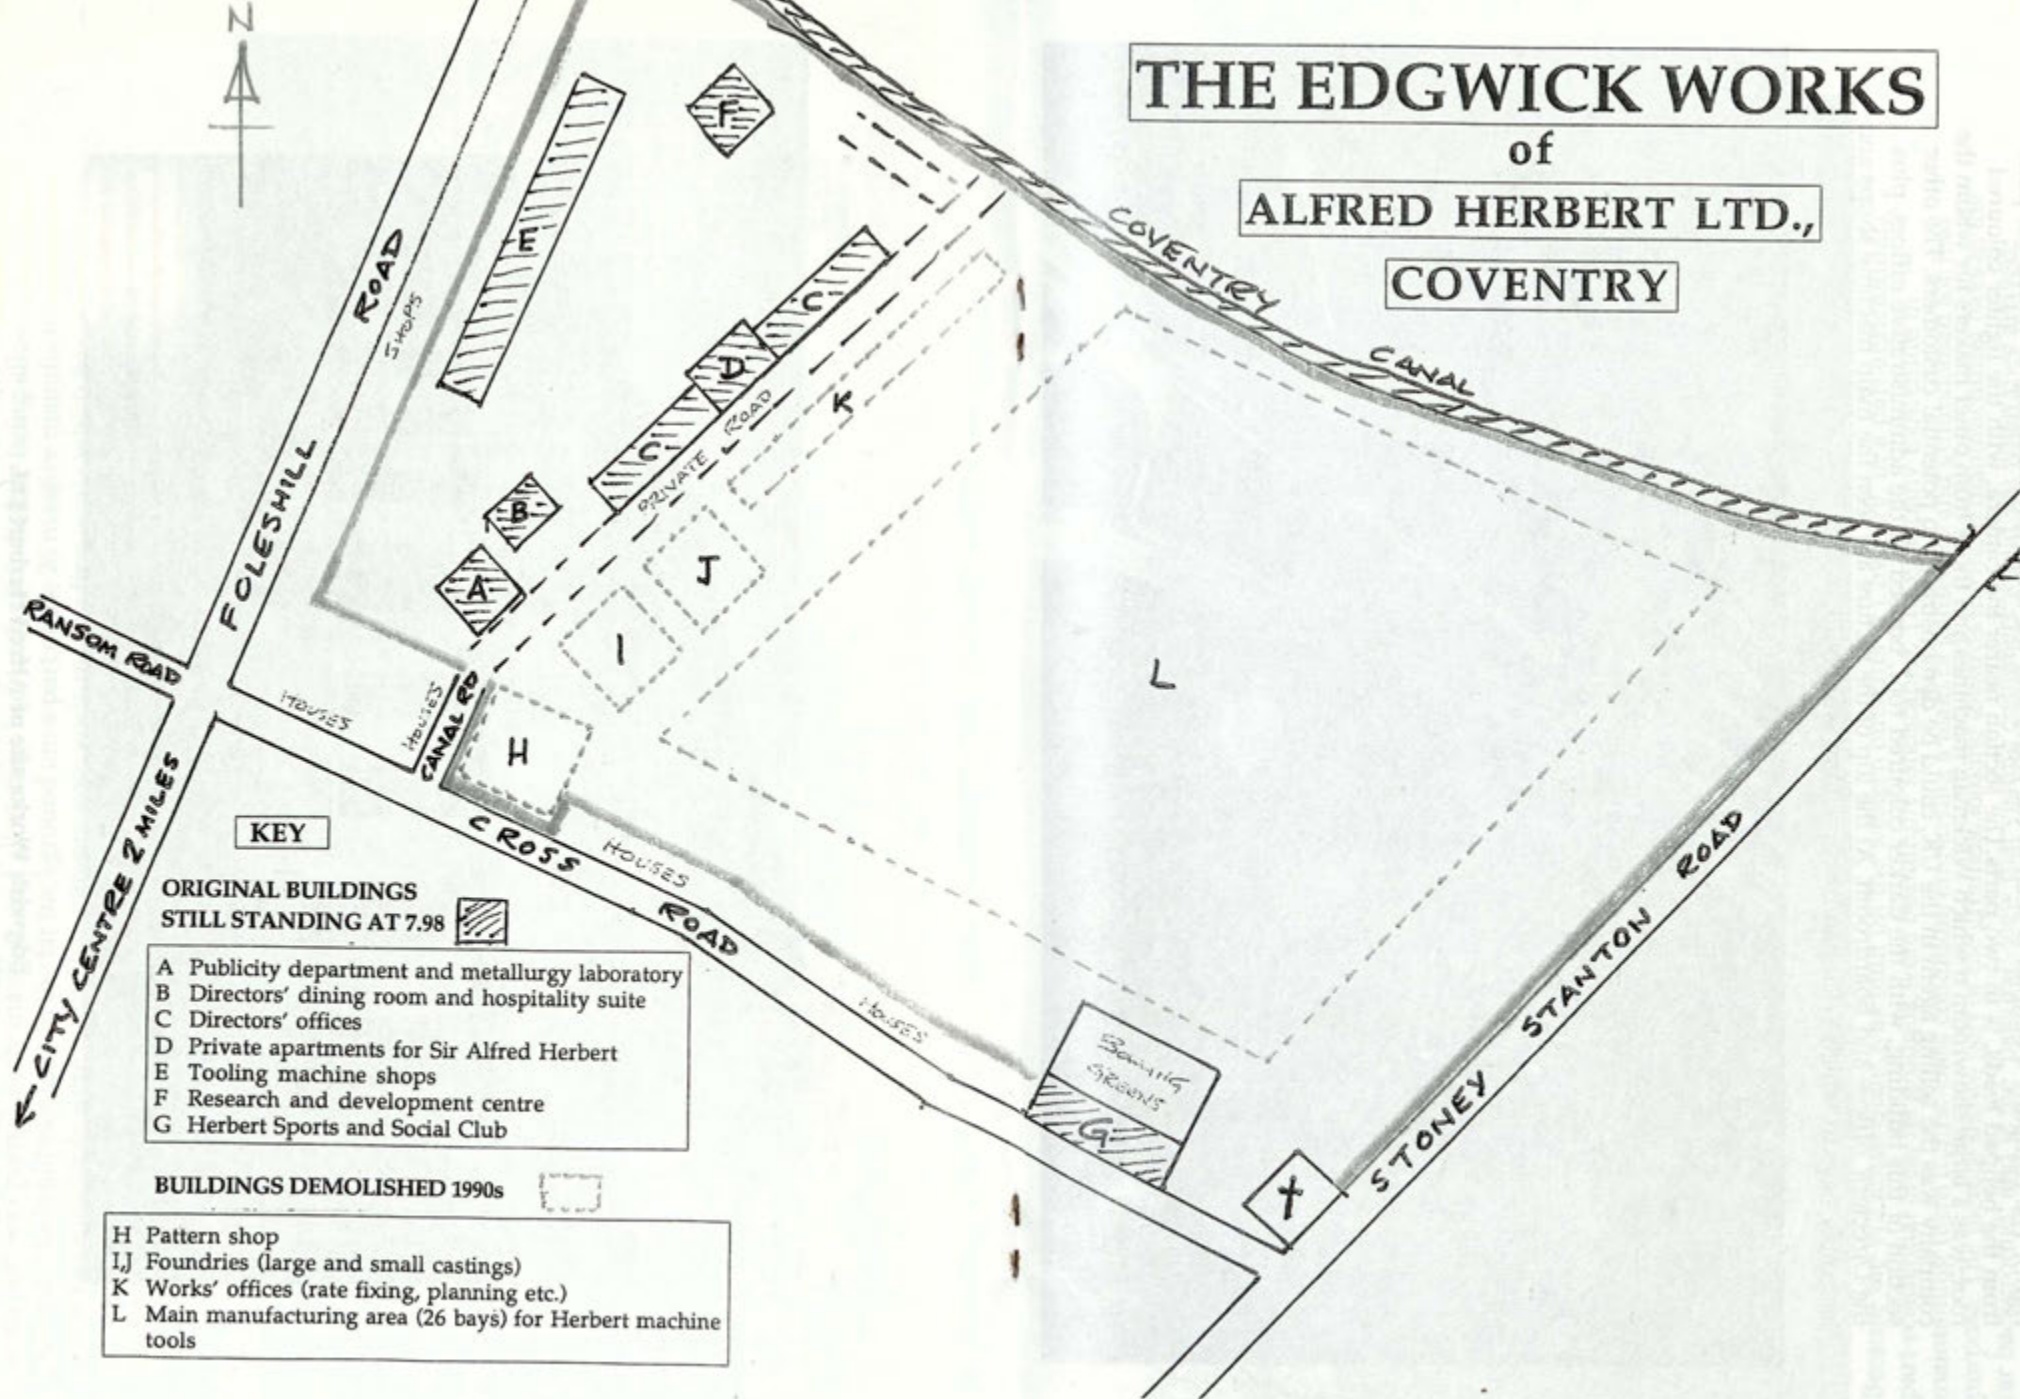 N
THE EDGWICK WORKS
of
ALFRED HERBERT LTD.,
COVENTRY
COVENTRY
CANAL
FOLESHILL
ROAD
SHOPS
F
E
C
D
C
K
PRIVATE ROAD
B
A
J
I
L
RANSOM ROAD
HOUSES
HOUSES
CANAL RD
H
CROSS
ROAD
HOUSES
HOUSES
← CITY CENTRE 2 MILES
BOWLING
GREENS
G
STONEY STANTON ROAD
KEY
ORIGINAL BUILDINGS
STILL STANDING AT 7.98
A Publicity department and metallurgy laboratory
B Directors' dining room and hospitality suite
C Directors' offices
D Private apartments for Sir Alfred Herbert
E Tooling machine shops
F Research and development centre
G Herbert Sports and Social Club
BUILDINGS DEMOLISHED 1990s
H Pattern shop
I,J Foundries (large and small castings)
K Works' offices (rate fixing, planning etc.)
L Main manufacturing area (26 bays) for Herbert machine
tools